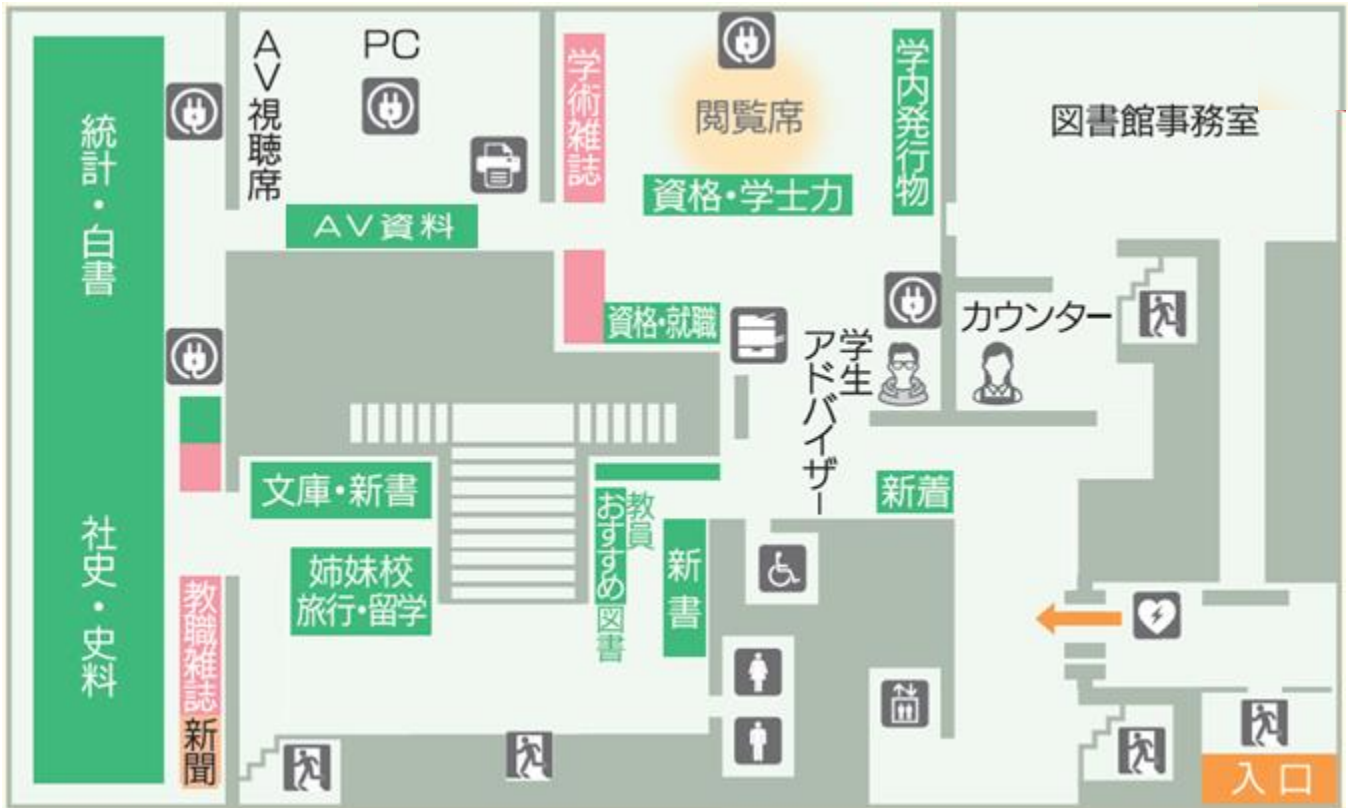 統計・白書
社史・史料
AV視聴席
PC
AV資料
学術雑誌
閲覧席
資格・学士力
学内発行物
図書館事務室
資格・就職
学生
アドバイザー
カウンター
新着
文庫・新書
姉妹校
旅行・留学
教員
おすすめ図書
新書
教職雑誌
新聞
入口